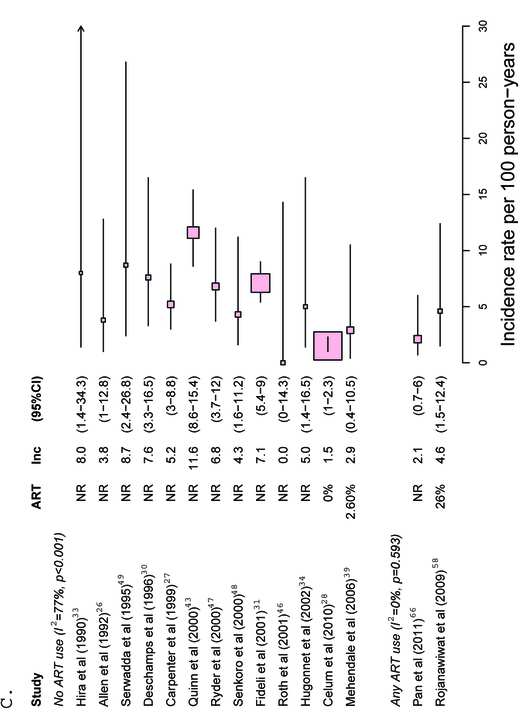 C.
Study ART Inc (95%CI)
No ART use (I²=77%, p<0.001)
Hira et al (1990)³³ NR 8.0 (1.4−34.3)
Allen et al (1992)²⁶ NR 3.8 (1−12.8)
Serwadda et al (1995)⁴⁹ NR 8.7 (2.4−26.8)
Deschamps et al (1996)³⁰ NR 7.6 (3.3−16.5)
Carpenter et al (1999)²⁷ NR 5.2 (3−8.8)
Quinn et al (2000)⁴³ NR 11.6 (8.6−15.4)
Ryder et al (2000)⁴⁷ NR 6.8 (3.7−12)
Senkoro et al (2000)⁴⁸ NR 4.3 (1.6−11.2)
Fideli et al (2001)³¹ NR 7.1 (5.4−9)
Roth et al (2001)⁴⁶ NR 0.0 (0−14.3)
Hugonnet et al (2002)³⁴ NR 5.0 (1.4−16.5)
Celum et al (2010)²⁸ 0% 1.5 (1−2.3)
Mehendale et al (2006)³⁹ 2.60% 2.9 (0.4−10.5)
Any ART use (I²=0%, p=0.593)
Pan et al (2011)⁶⁶ NR 2.1 (0.7−6)
Rojanawiwat et al (2009)⁵⁸ 26% 4.6 (1.5−12.4)
0 5 10 15 20 25 30
Incidence rate per 100 person−years